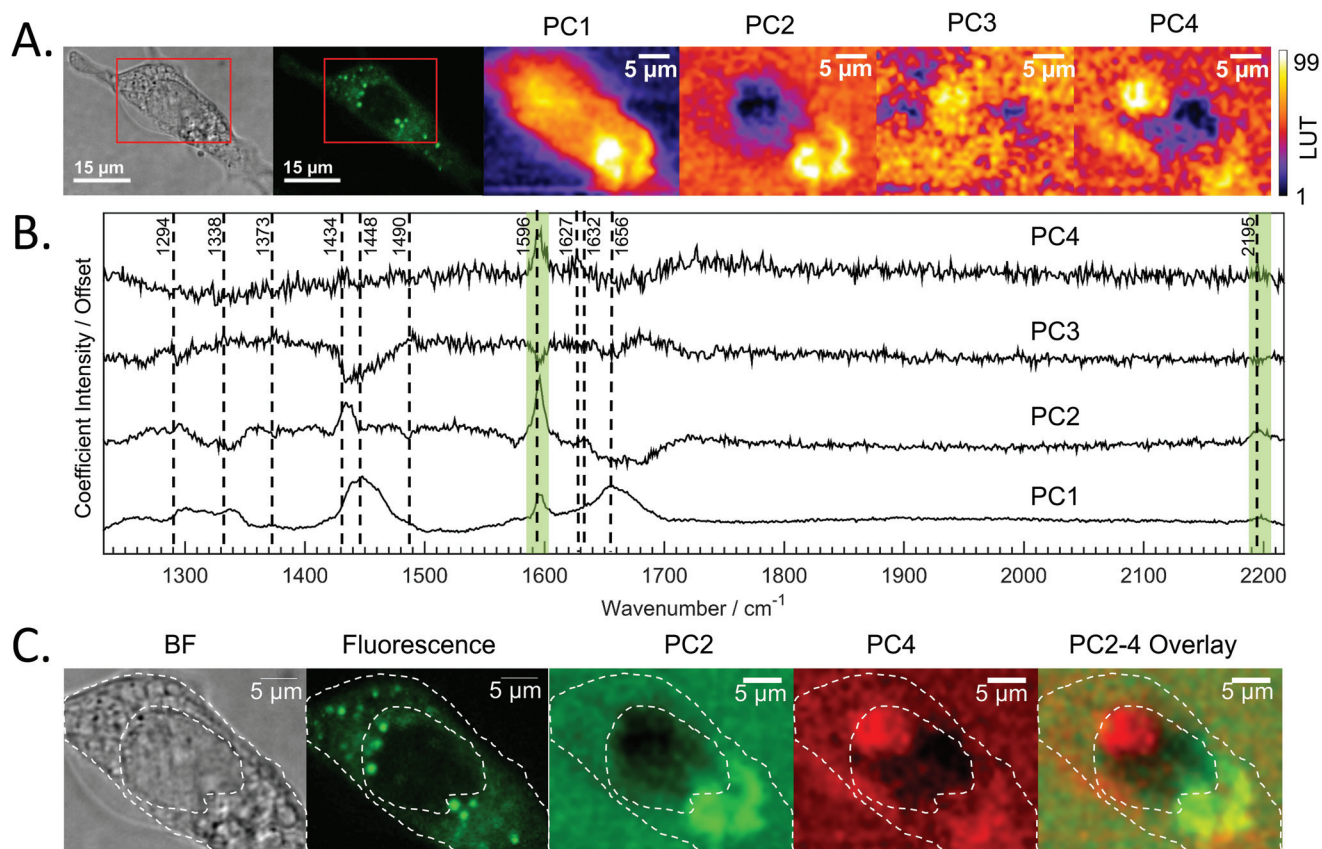 A.
PC1 PC2 PC3 PC4
15 µm 15 µm 5 µm 5 µm 5 µm 5 µm 99
LUT
1
B.
1294 1338 1373 1434 1448 1490 1596 1627 1632 1656 2195
PC4
PC3
PC2
PC1
Coefficient Intensity / Offset
1300 1400 1500 1600 1700 1800 1900 2000 2100 2200
Wavenumber / cm⁻¹
C.
BF Fluorescence PC2 PC4 PC2-4 Overlay
5 µm 5 µm 5 µm 5 µm 5 µm